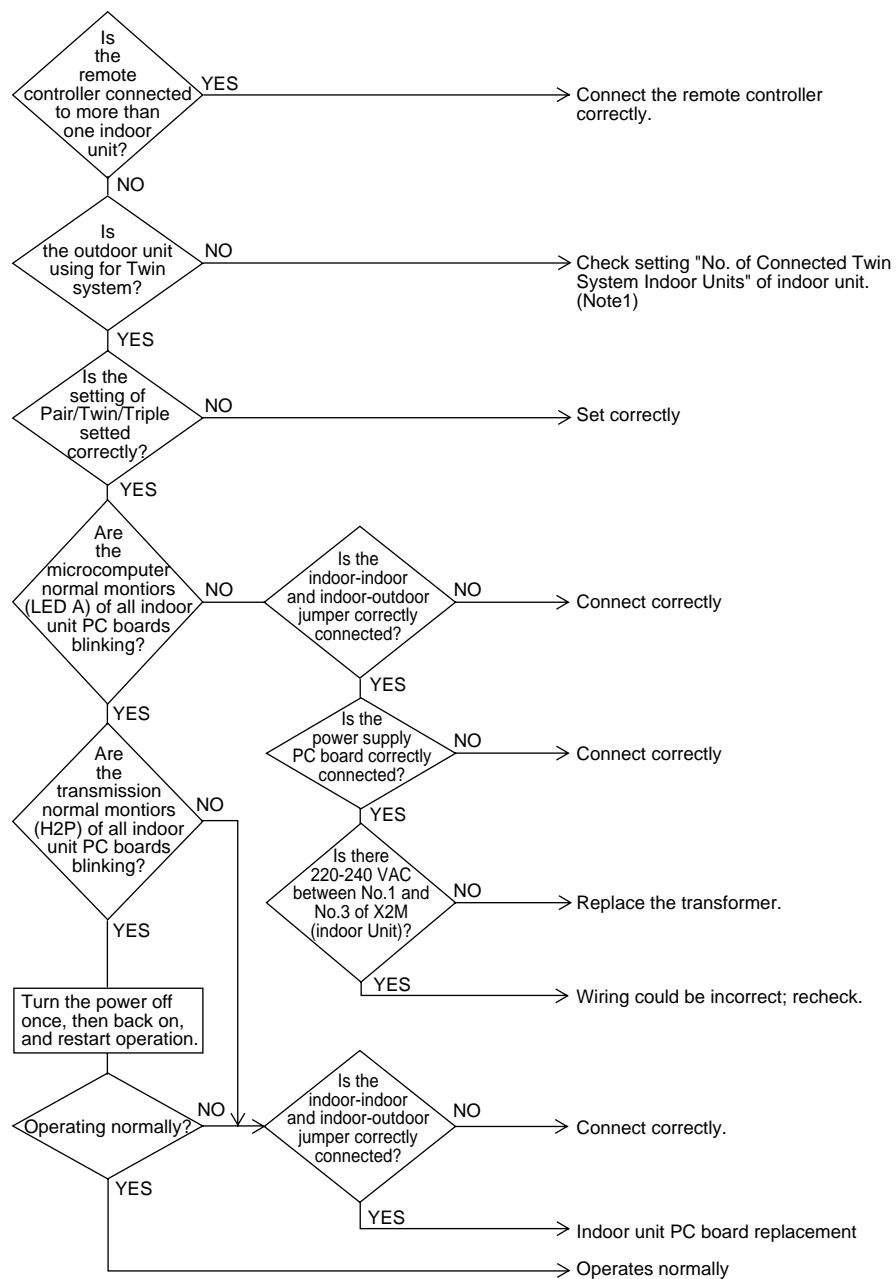 Is
the
remote
controller connected
to more than
one indoor
unit?
YES
Connect the remote controller
correctly.
NO
Is
the outdoor unit
using for Twin
system?
NO
Check setting "No. of Connected Twin
System Indoor Units" of indoor unit.
(Note1)
YES
Is the
setting of
Pair/Twin/Triple
setted
correctly?
NO
Set correctly
YES
Are
the
microcomputer
normal montiors
(LED A) of all indoor
unit PC boards
blinking?
NO
Is the
indoor-indoor
and indoor-outdoor
jumper correctly
connected?
NO
Connect correctly
YES
YES
Is the
power supply
PC board correctly
connected?
NO
Connect correctly
YES
Are
the
transmission
normal montiors
(H2P) of all indoor
unit PC boards
blinking?
NO
Is there
220-240 VAC
between No.1 and
No.3 of X2M
(indoor Unit)?
NO
Replace the transformer.
YES
YES
Wiring could be incorrect; recheck.
Turn the power off
once, then back on,
and restart operation.
Operating normally?
NO
Is the
indoor-indoor
and indoor-outdoor
jumper correctly
connected?
NO
Connect correctly.
YES
YES
Indoor unit PC board replacement
Operates normally